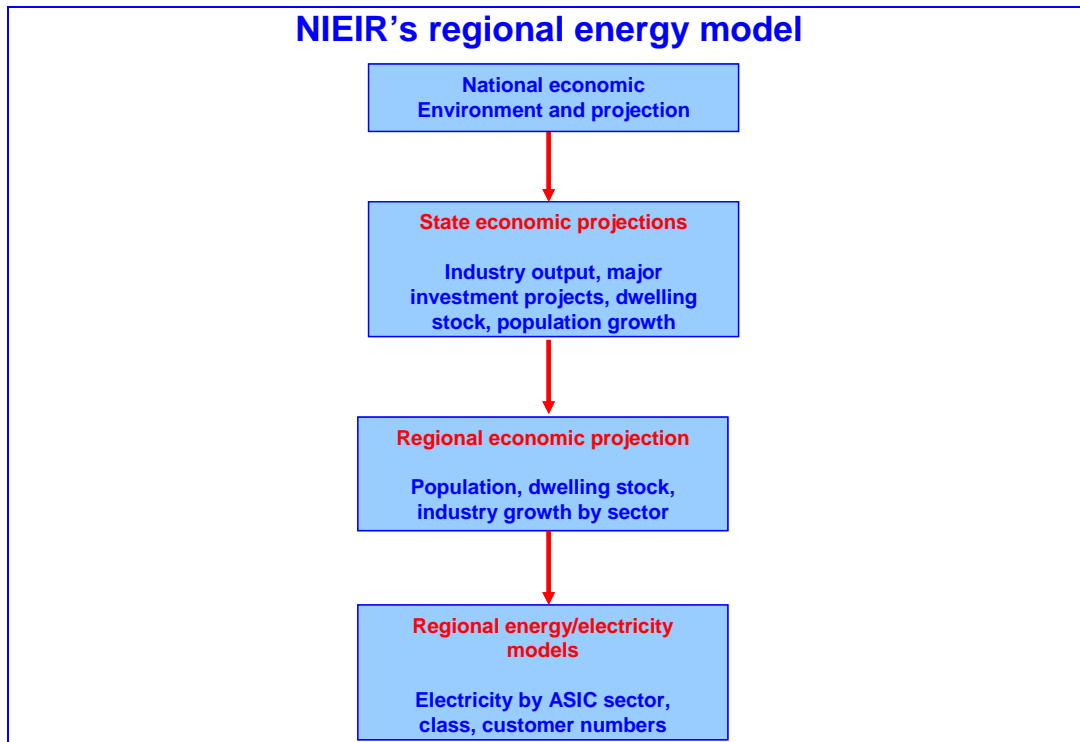 NIEIR's regional energy model
National economic
Environment and projection
State economic projections
Industry output, major
investment projects, dwelling
stock, population growth
Regional economic projection
Population, dwelling stock,
industry growth by sector
Regional energy/electricity
models
Electricity by ASIC sector,
class, customer numbers